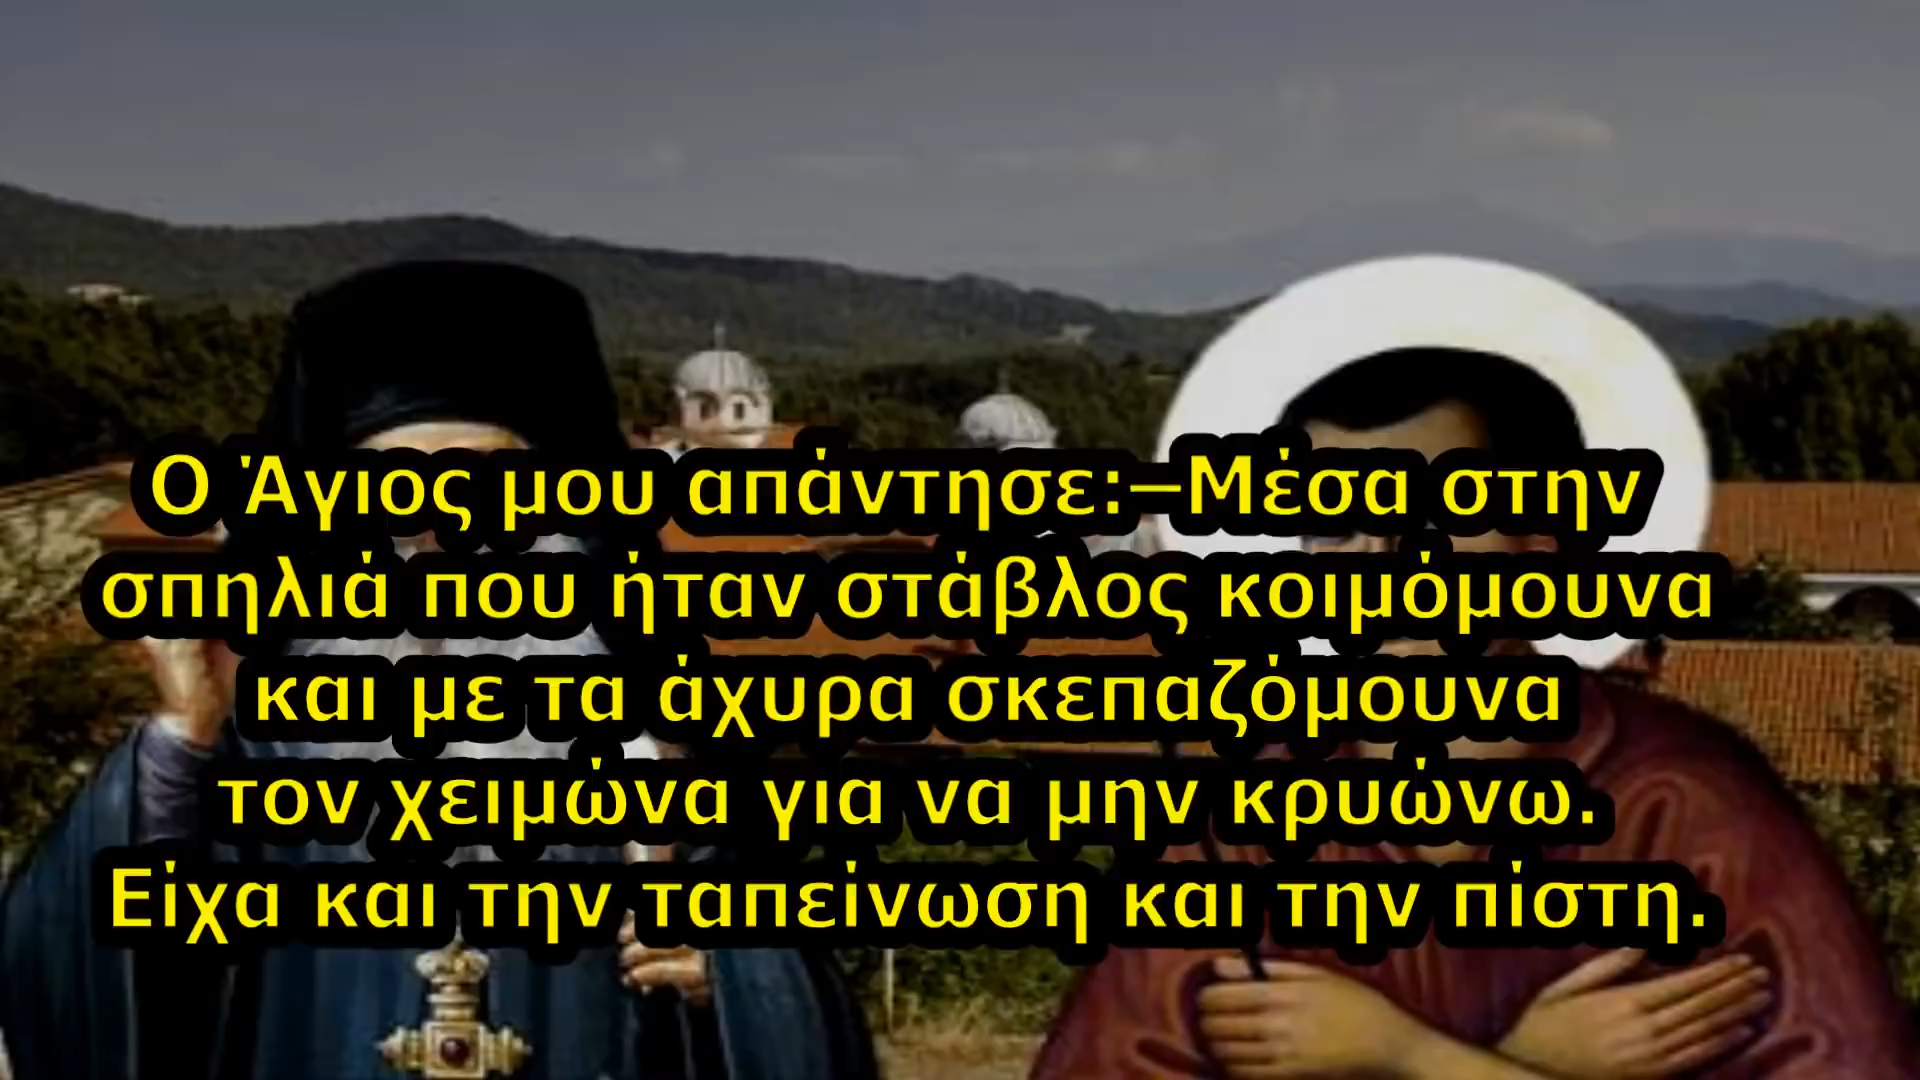 Ο Άγιος μου απάντησε:—Μέσα στην
σπηλιά που ήταν στάβλος κοιμόμουνα
και με τα άχυρα σκεπαζόμουνα
τον χειμώνα για να μην κρυώνω.
Είχα και την ταπείνωση και την πίστη.